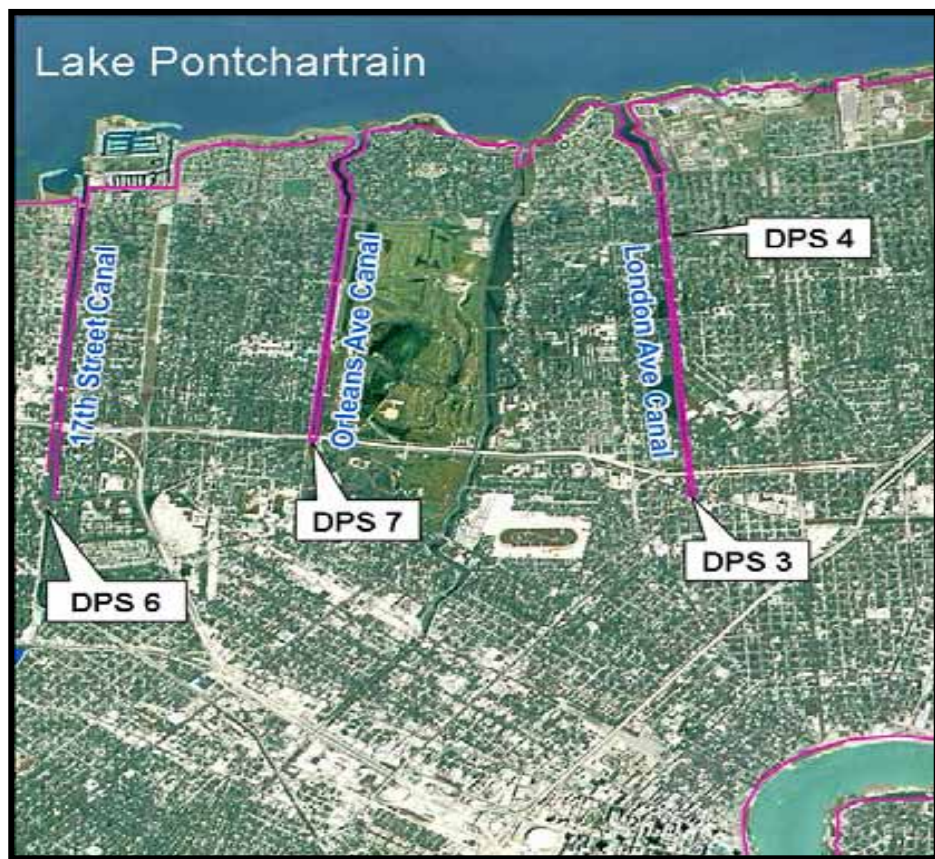 Lake Pontchartrain
DPS 4
17th Street Canal
Orleans Ave Canal
London Ave Canal
DPS 7
DPS 3
DPS 6